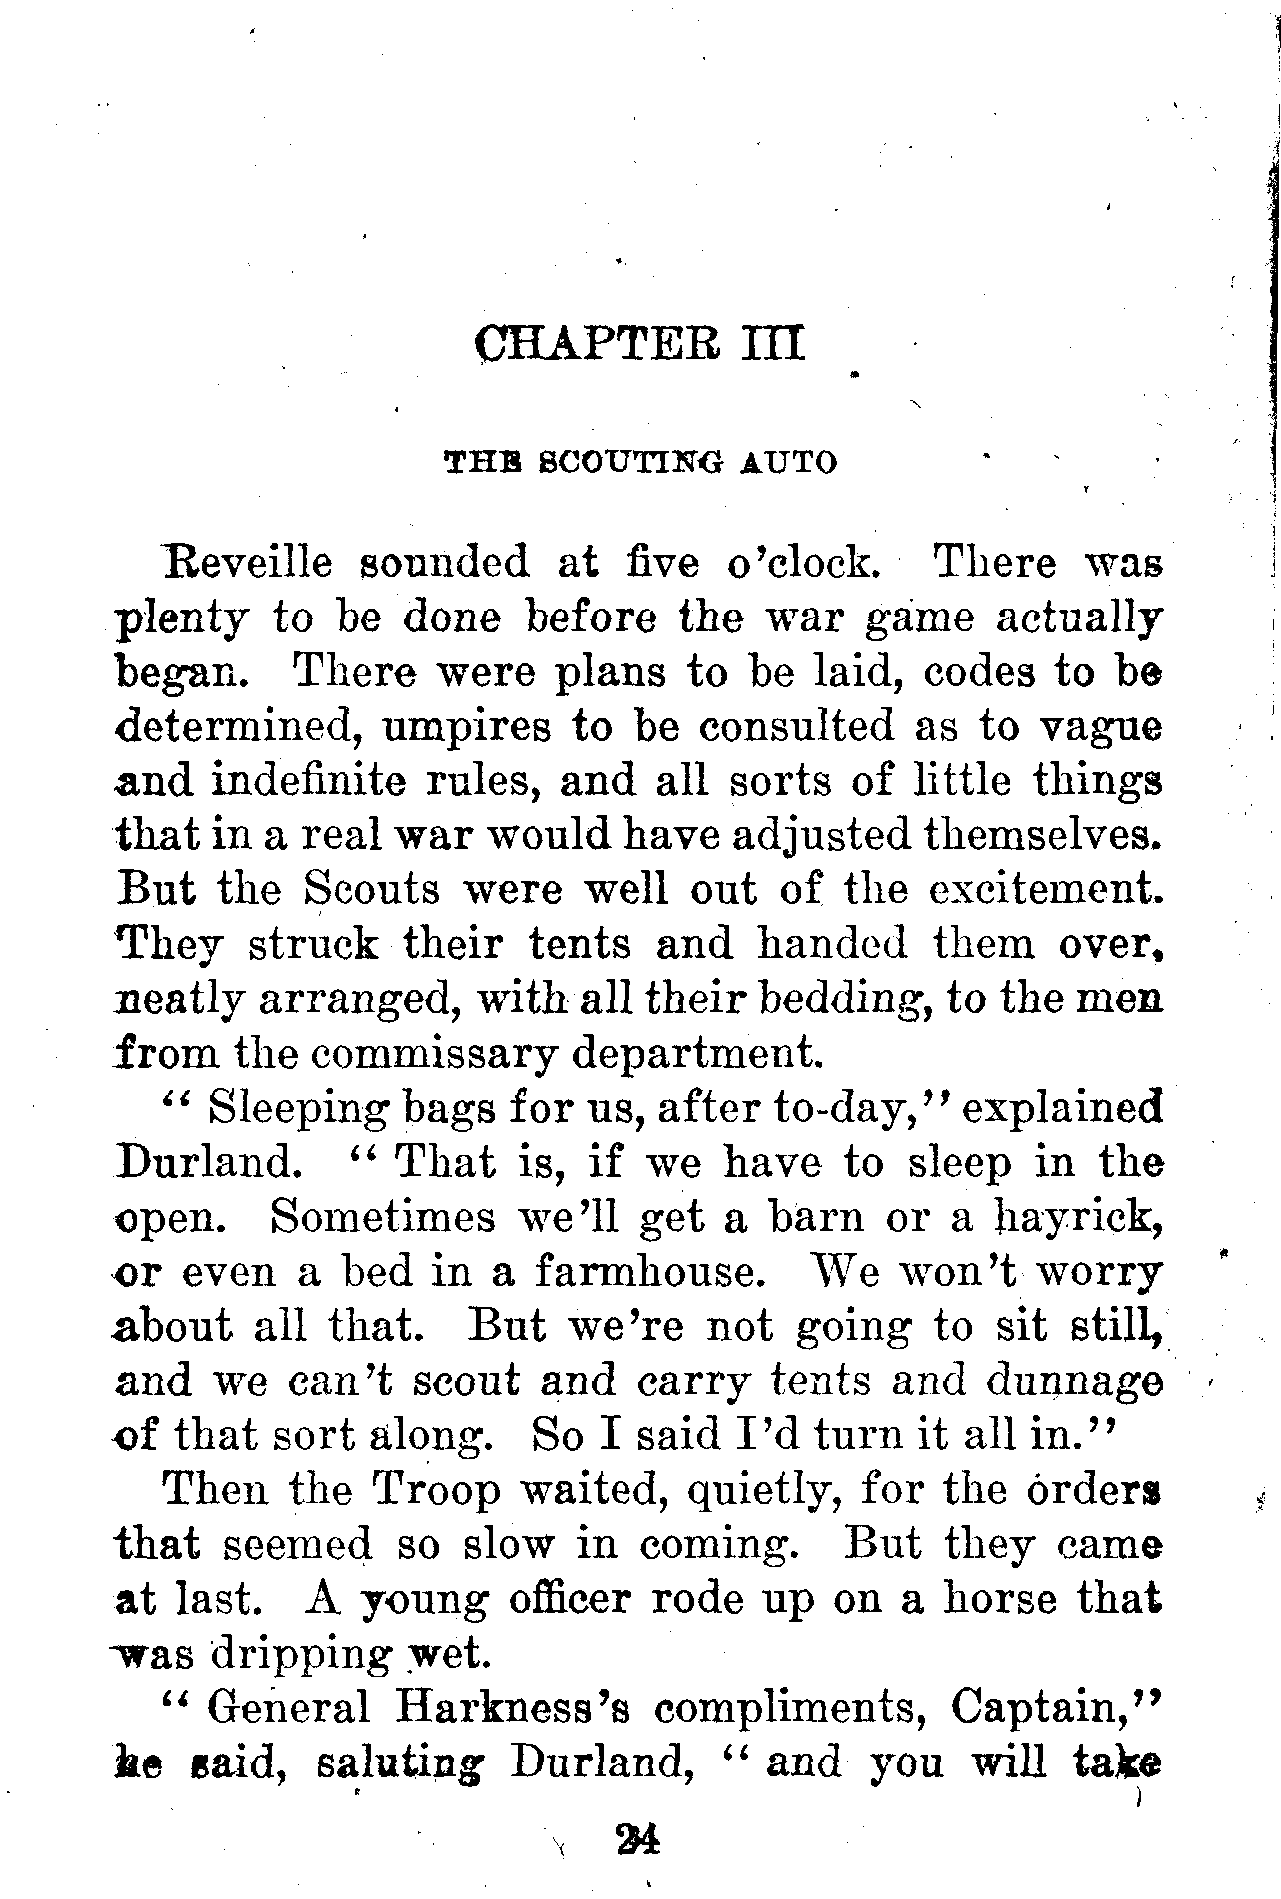 CHAPTER III
THE SCOUTING AUTO
Reveille sounded at five o'clock. There was
plenty to be done before the war game actually
began. There were plans to be laid, codes to be
determined, umpires to be consulted as to vague
and indefinite rules, and all sorts of little things
that in a real war would have adjusted themselves.
But the Scouts were well out of the excitement.
They struck their tents and handed them over,
neatly arranged, with all their bedding, to the men
from the commissary department.
" Sleeping bags for us, after to-day," explained
Durland. " That is, if we have to sleep in the
open. Sometimes we'll get a barn or a hayrick,
or even a bed in a farmhouse. We won't worry
about all that. But we're not going to sit still,
and we can't scout and carry tents and dunnage
of that sort along. So I said I'd turn it all in."
Then the Troop waited, quietly, for the orders
that seemed so slow in coming. But they came
at last. A young officer rode up on a horse that
was dripping wet.
" General Harkness's compliments, Captain,"
he said, saluting Durland, " and you will take
24